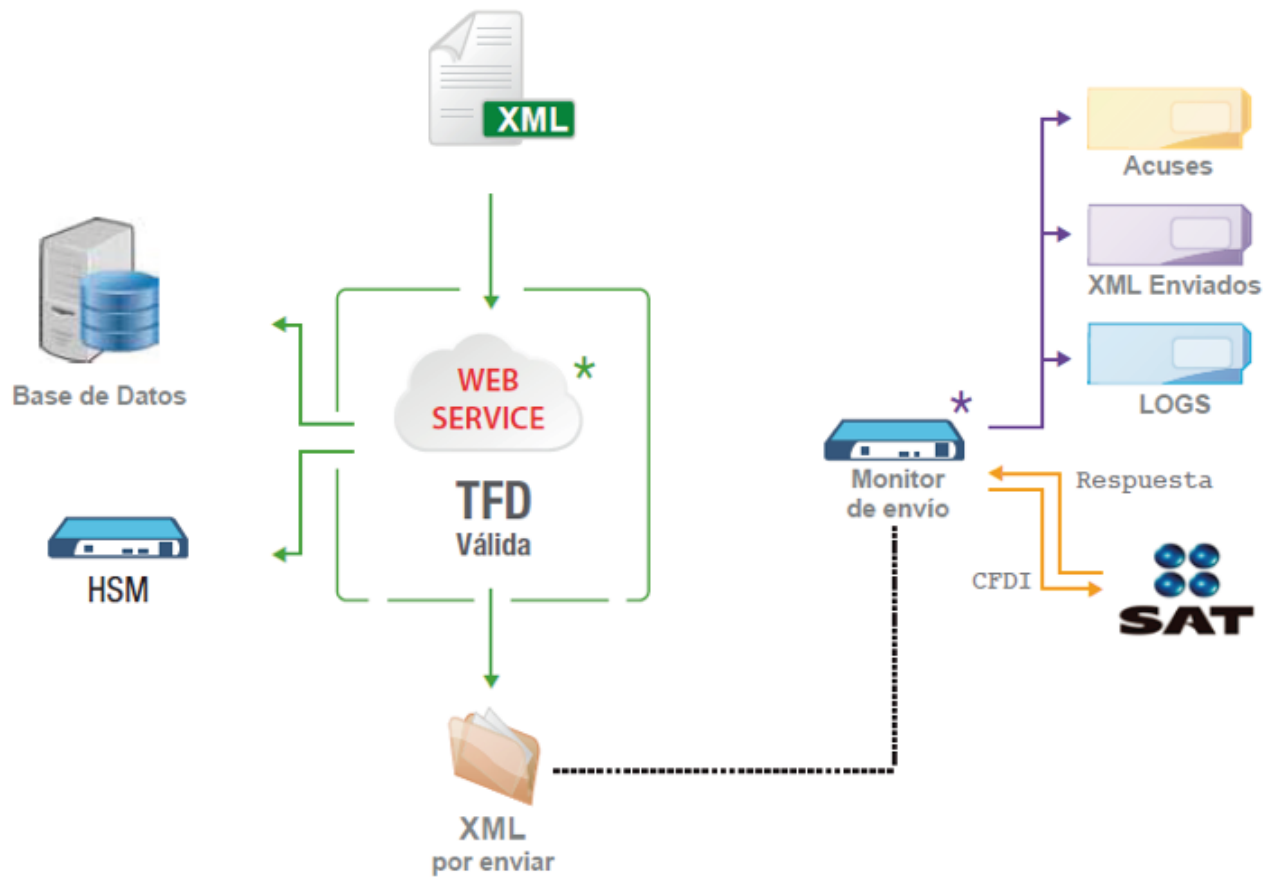 XML
Acuses
XML Enviados
LOGS
Base de Datos
WEB
SERVICE
*
TFD
Válida
HSM
*
Monitor
de envío
Respuesta
CFDI
SAT
XML
por enviar